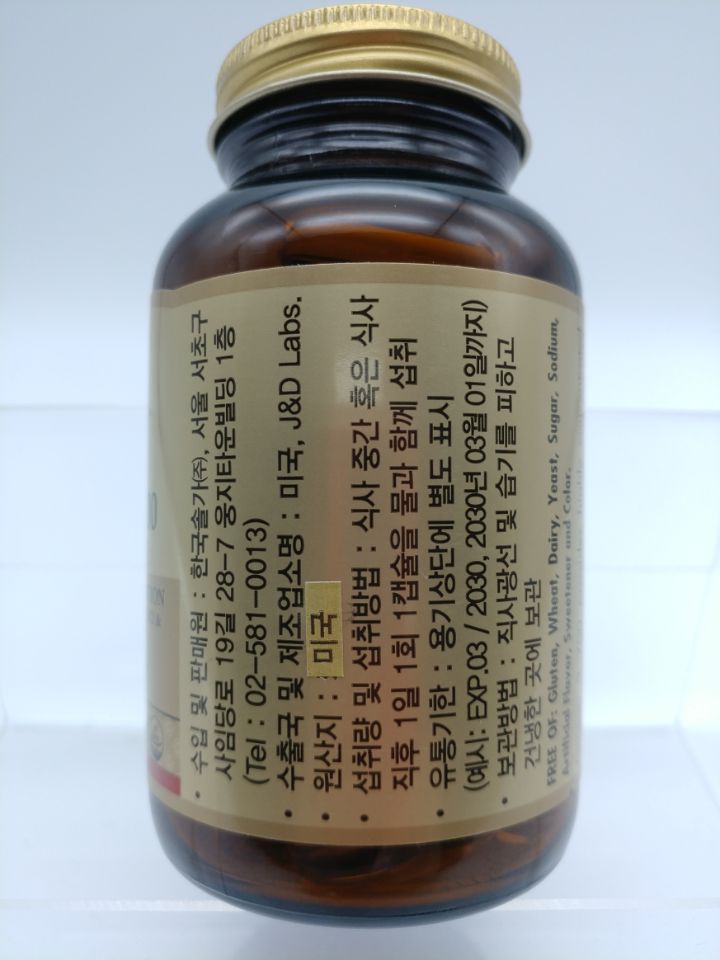 • 수입 및 판매원 : 한국솔가㈜, 서울 서초구
사임당로 19길 28-7 웅지타운빌딩 1층
(Tel : 02-581-0013)
• 수출국 및 제조업소명 : 미국, J&D Labs.
• 원산지 : 미국
• 섭취량 및 섭취방법 : 식사 중간 혹은 식사
직후 1일 1회 1캡슐을 물과 함께 섭취
• 유통기한 : 용기상단에 별도 표시
(예시: EXP.03 / 2030, 2030년 03월 01일까지)
• 보관방법 : 직사광선 및 습기를 피하고
건냉한 곳에 보관
FREE OF: Gluten, Wheat, Dairy, Yeast, Sugar, Sodium,
Artificial Flavor, Sweetener and Color.